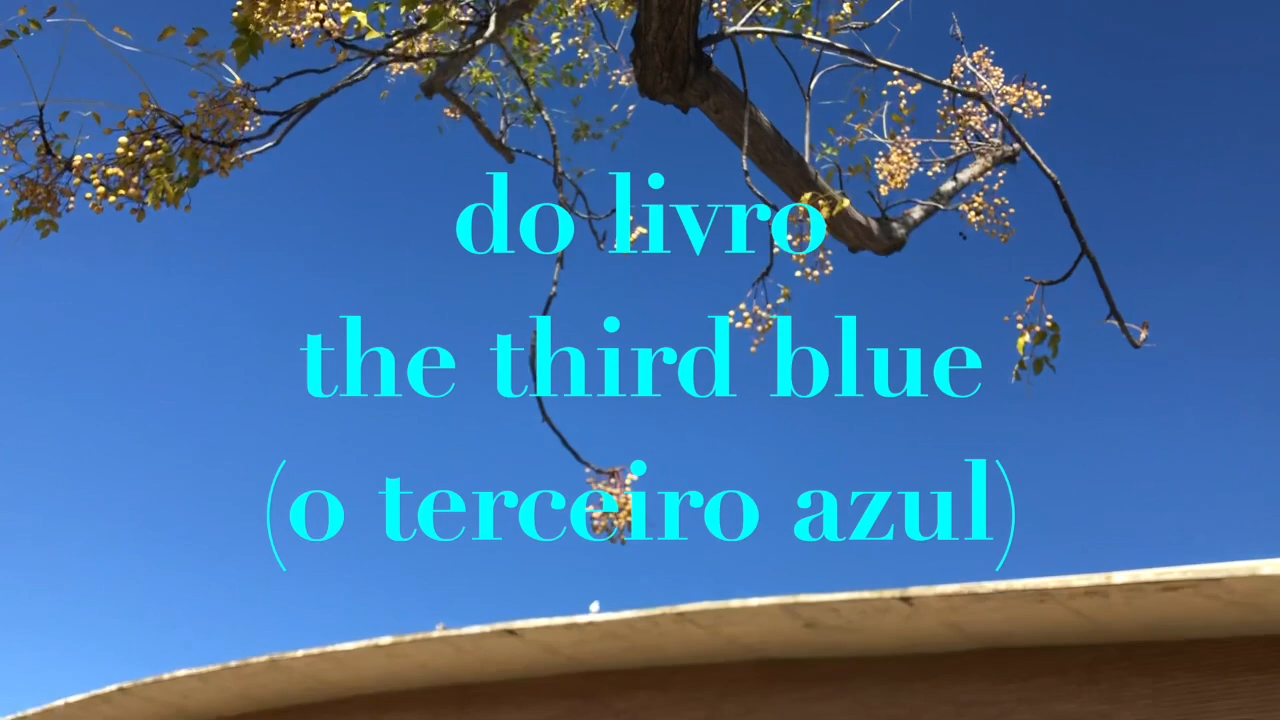 do livro
the third blue
(o terceiro azul)